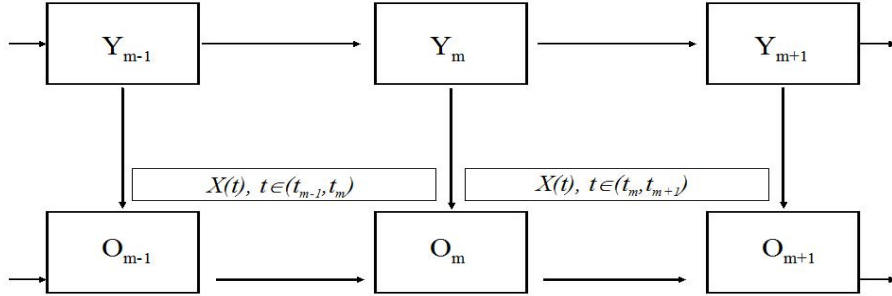 Y_{m-1} Y_m Y_{m+1}
X(t), t∈(t_{m-1},t_m) X(t), t∈(t_m,t_{m+1})
O_{m-1} O_m O_{m+1}